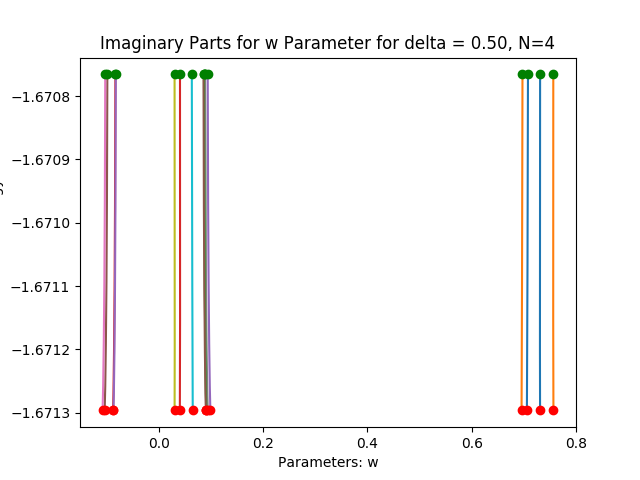 Imaginary Parts for w Parameter for delta = 0.50, N=4
−1.6708
−1.6709
−1.6710
−1.6711
−1.6712
−1.6713
0.0 0.2 0.4 0.6 0.8
Parameters: w